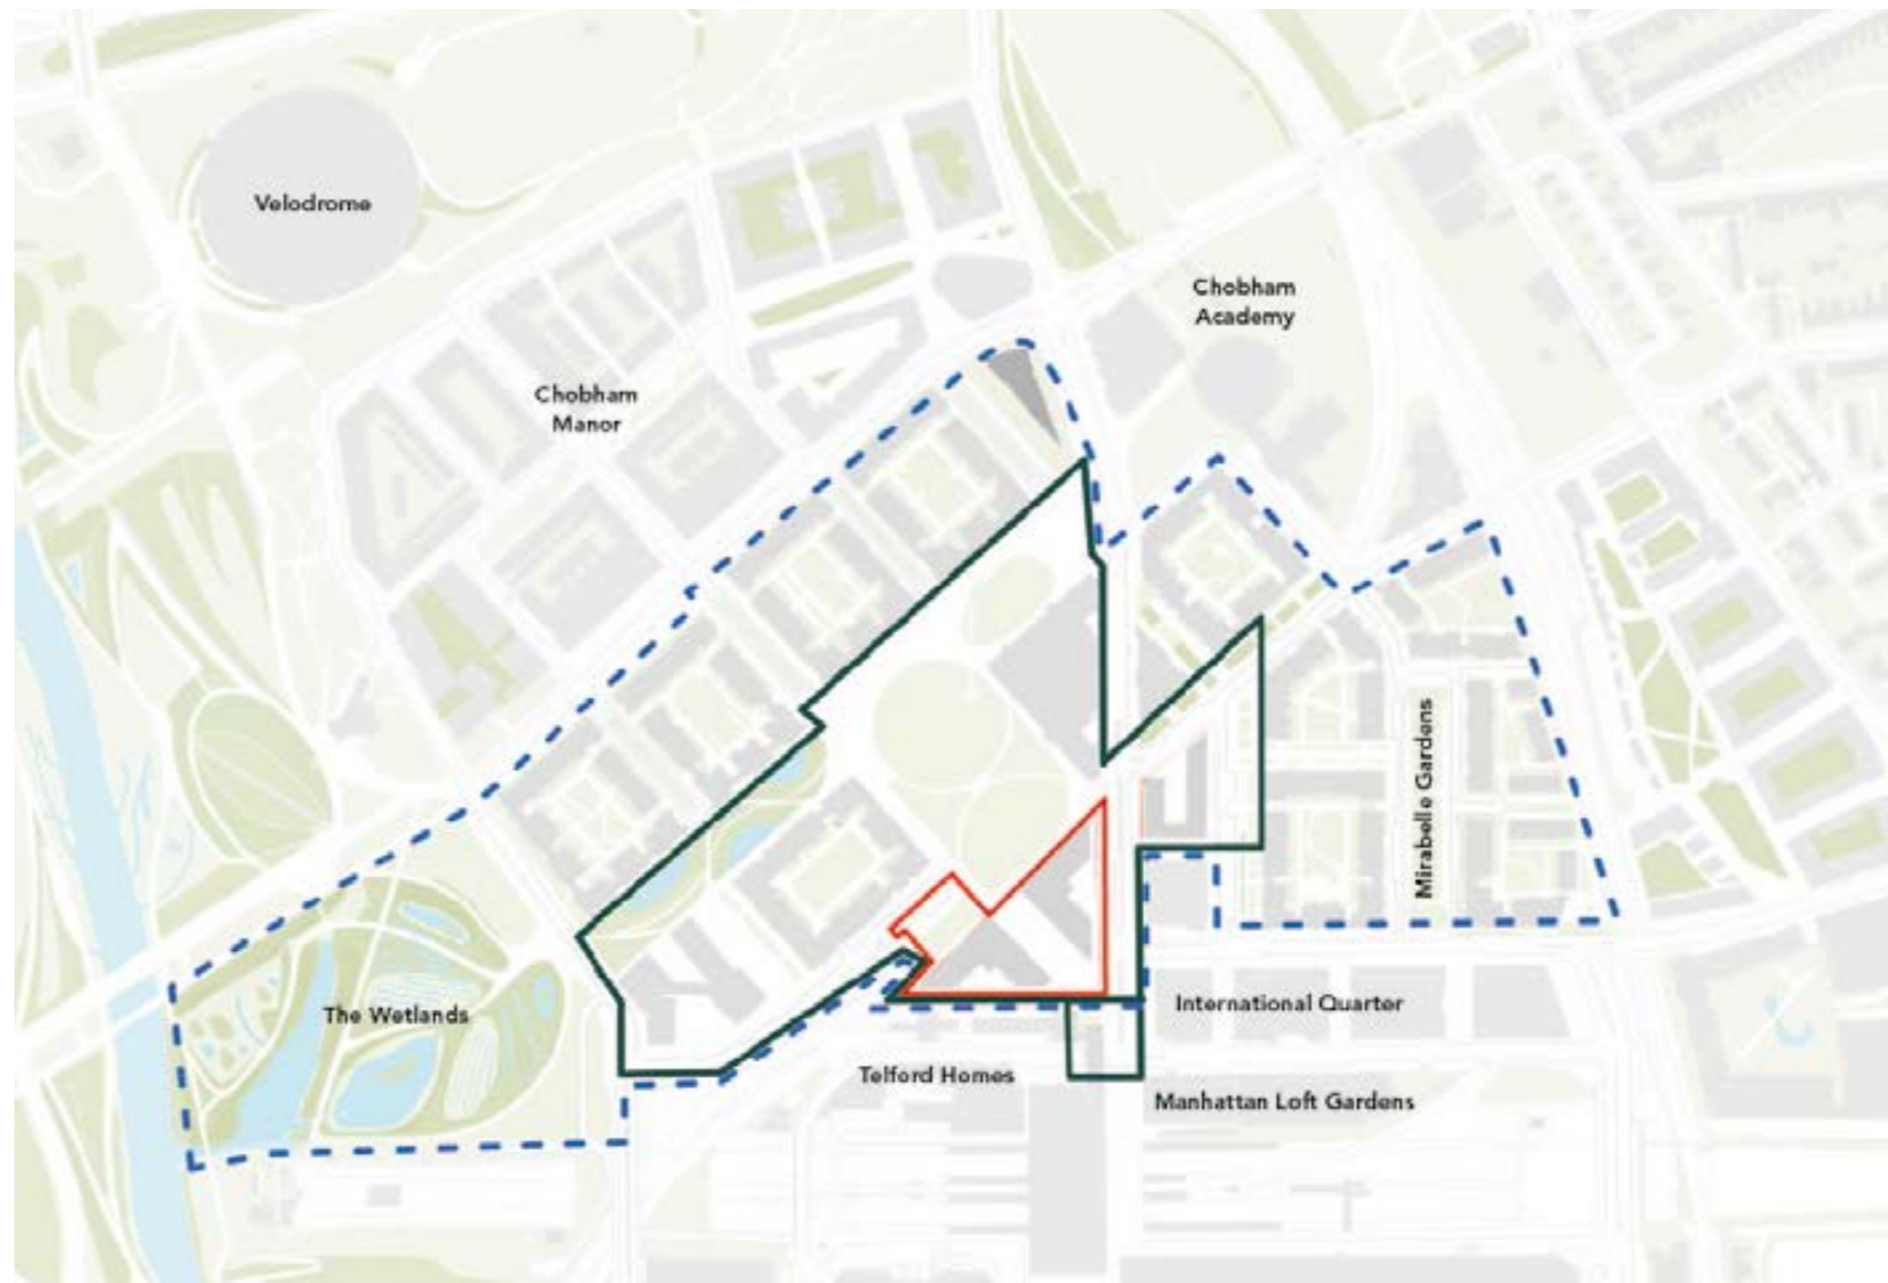 Velodrome
Chobham
Academy
Chobham
Manor
Mirabelle Gardens
The Wetlands
International Quarter
Telford Homes
Manhattan Loft Gardens